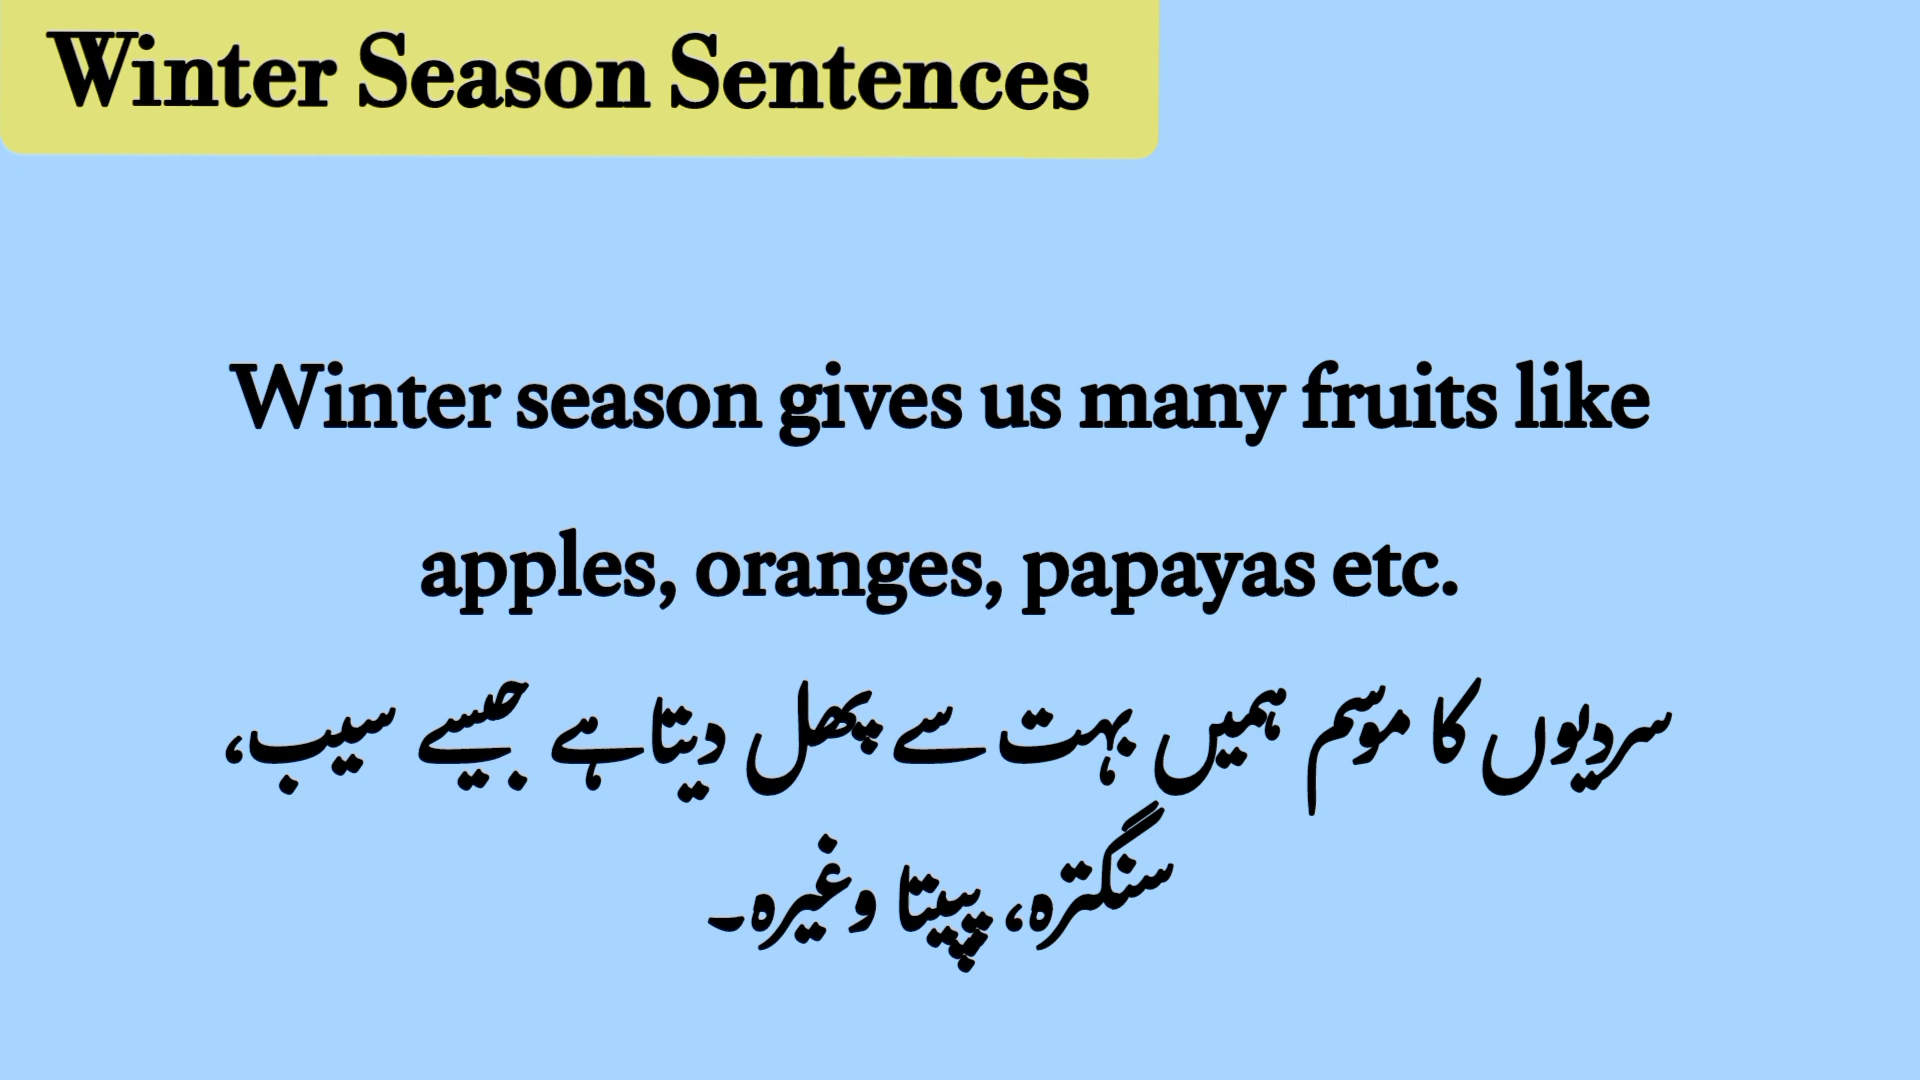 Winter Season Sentences
Winter season gives us many fruits like
apples, oranges, papayas etc.
سردیوں کا موسم ہمیں بہت سے پھل دیتا ہے جیسے سیب،
سنگترہ، پپیتا وغیرہ۔